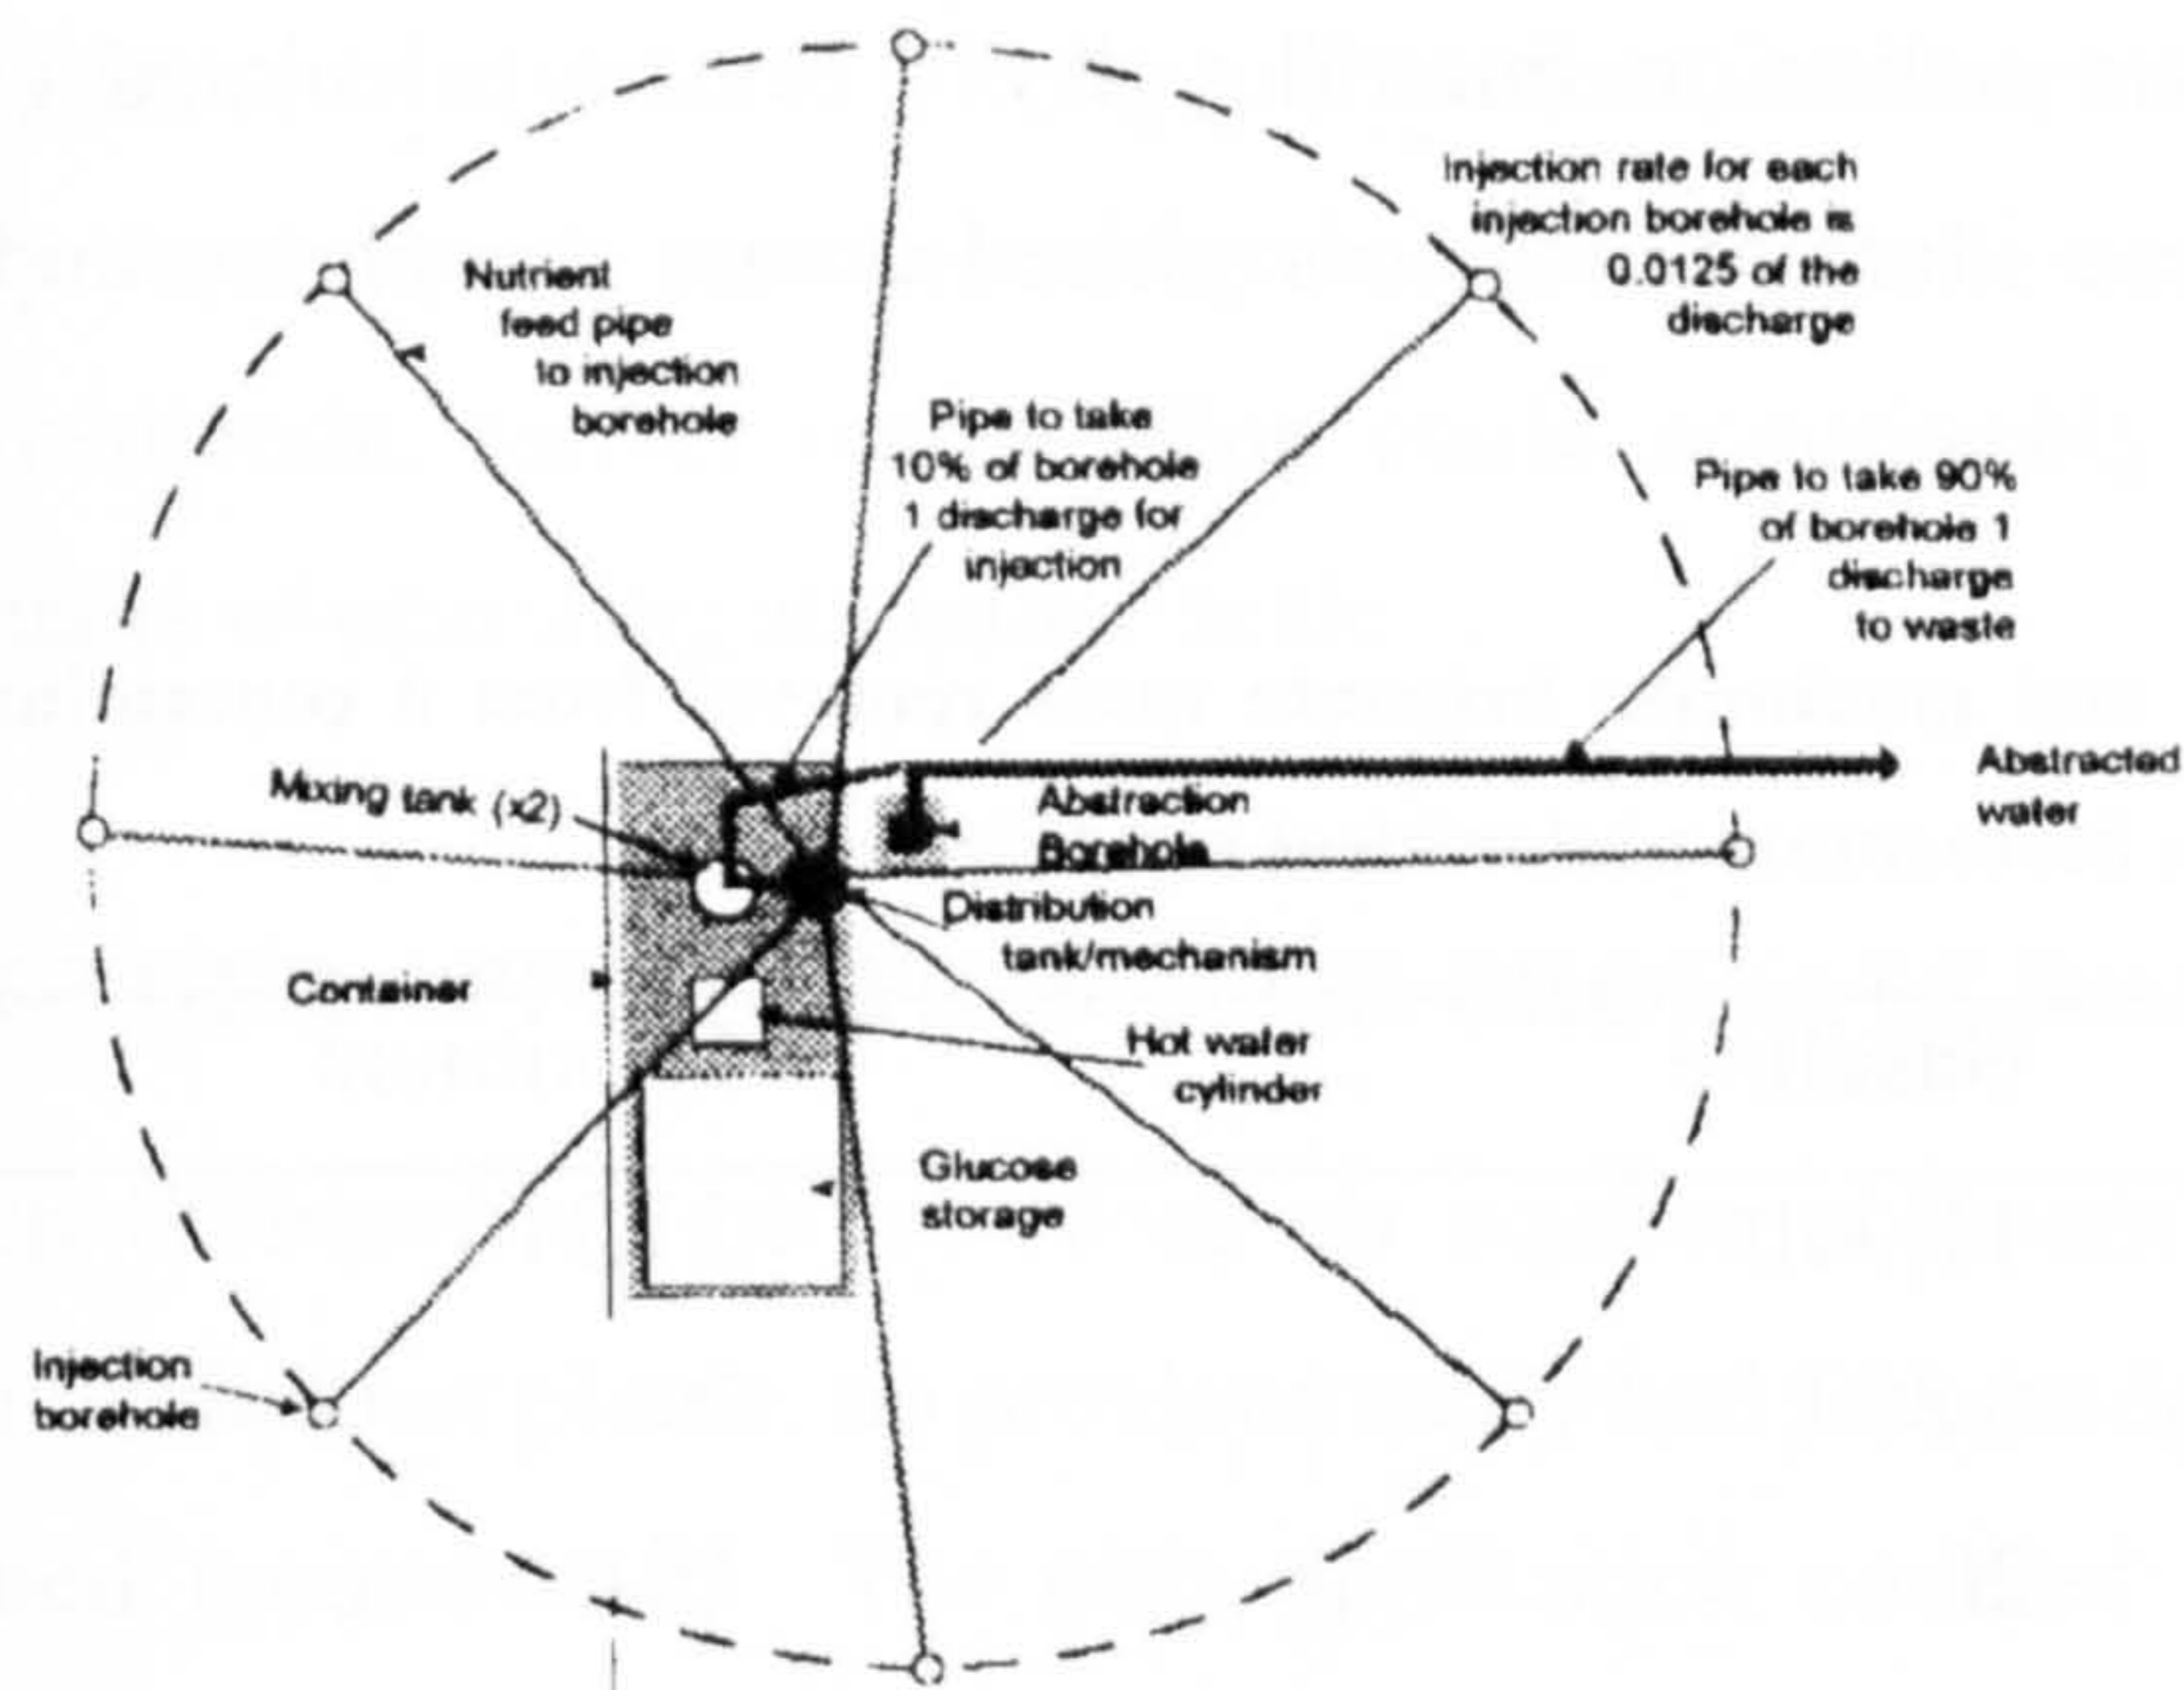 Injection rate for each
injection borehole is
0.0125 of the
discharge
Nutrient
feed pipe
to injection
borehole
Pipe to take
10% of borehole
1 discharge for
injection
Pipe to take 90%
of borehole 1
discharge
to waste
Mixing tank (x2)
Abstraction
Borehole
Abstracted
water
Distribution
tank/mechanism
Container
Hot water
cylinder
Glucose
storage
Injection
borehole